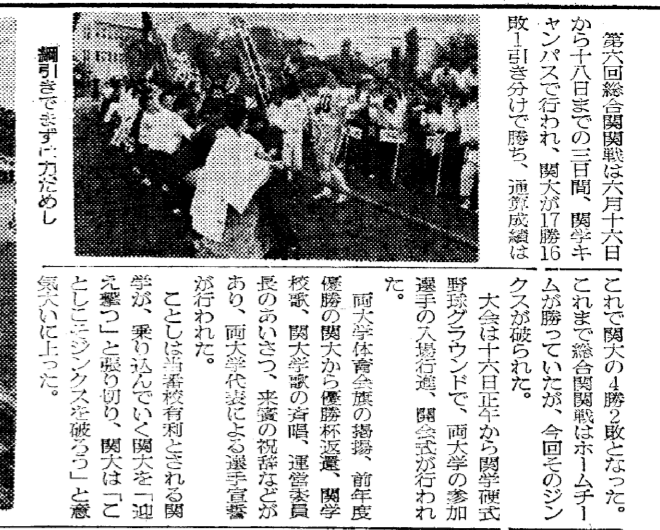 第六回総合関関戦は六月十六日
から十八日までの三日間、関学キ
ャンパスで行われ、関大が17勝16
敗1引き分けで勝ち、通算成績は
これで関大の4勝2敗となった。
これまで総合関関戦はホームチー
ムが勝っていたが、今回そのジン
クスが破られた。
大会は十六日正午から関学硬式
野球グラウンドで、両大学の参加
選手の入場行進、開会式が行われ
た。
両大学体育会旗の掲揚、前年度
優勝の関大から優勝杯返還、関学
校歌、関大学歌の斉唱、運営委員
長のあいさつ、来賓の祝辞などが
あり、両大学代表による選手宣誓
が行われた。
ことしは当番校有利とされる関
学が、乗り込んでいく関大を「迎
え撃つ」と張り切り、関大は「こ
としこそジンクスを破ろう」と意
気大いに上った。
綱引きでまずは力だめし